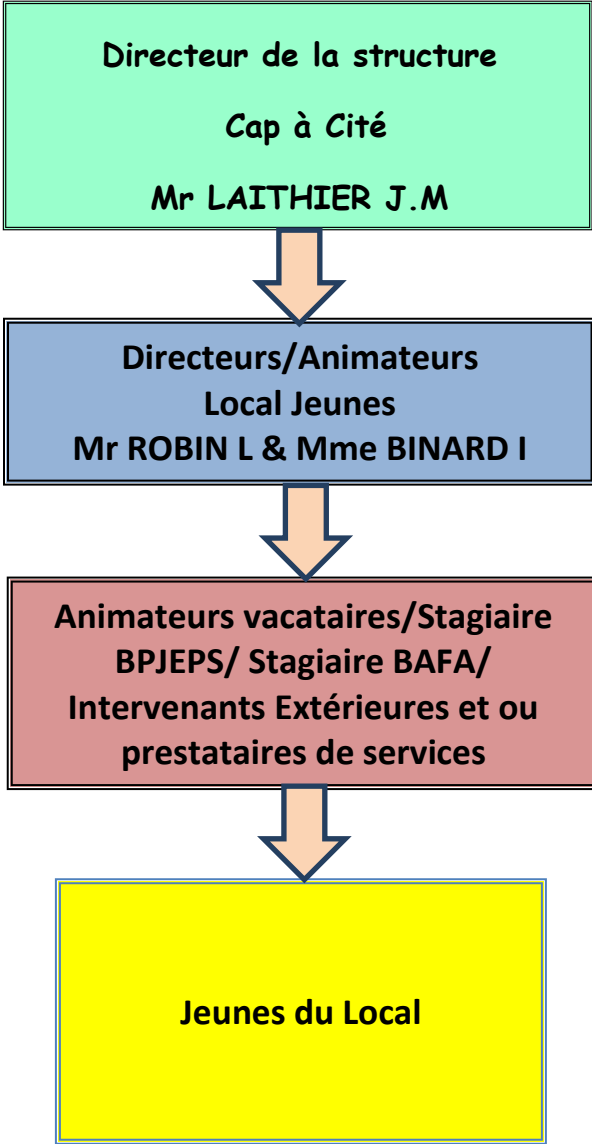 Directeur de la structure
Cap à Cité
Mr LAITHIER J.M
Directeurs/Animateurs
Local Jeunes
Mr ROBIN L & Mme BINARD I
Animateurs vacataires/Stagiaire
BPJEPS/ Stagiaire BAFA/
Intervenants Extérieures et ou
prestataires de services
Jeunes du Local